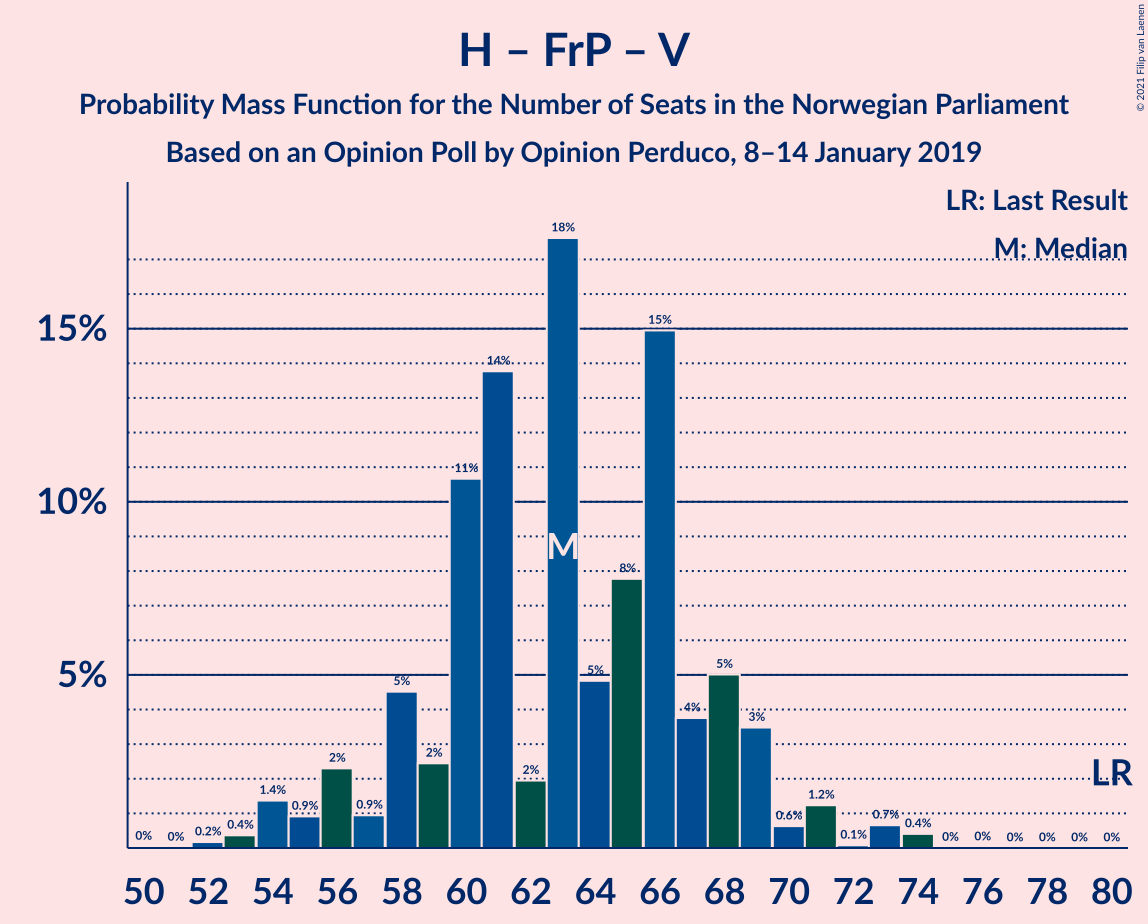 H – FrP – V
Probability Mass Function for the Number of Seats in the Norwegian Parliament
Based on an Opinion Poll by Opinion Perduco, 8–14 January 2019
© 2021 Filip van Laenen
LR: Last Result
M: Median
15%
10%
5%
0% 0% 0.2% 0.4% 1.4% 0.9% 2% 0.9% 5% 2% 11% 14% 2% 18% 5% 8% 15% 4% 5% 3% 0.6% 1.2% 0.1% 0.7% 0.4% 0% 0% 0% 0% 0% 0%
M
LR
50 52 54 56 58 60 62 64 66 68 70 72 74 76 78 80